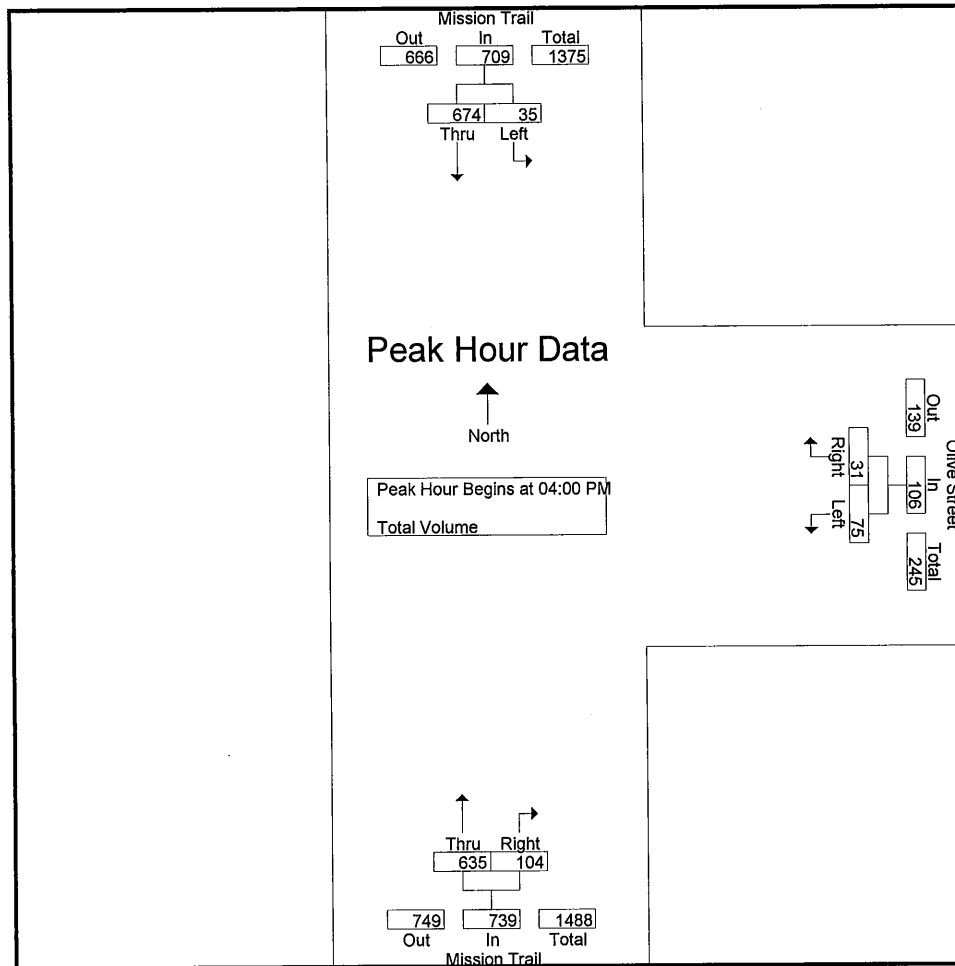 Mission Trail
Out In Total
666 709 1375
674 35
Thru Left
Peak Hour Data
North
Peak Hour Begins at 04:00 PM
Total Volume
Olive Street
Out In Total
139 106 245
31 75
Right Left
Thru Right
635 104
749 739 1488
Out In Total
Mission Trail